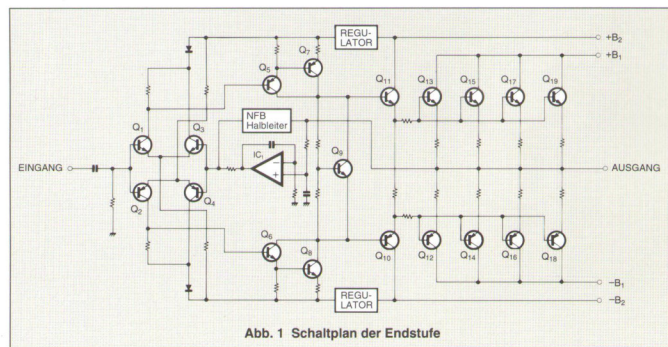 REGU-
LATOR
+B2
+B1
Q7
Q5
Q11
Q13
Q15
Q17
Q19
NFB
Halbleiter
Q1
Q3
IC1
Q9
EINGANG
AUSGANG
Q2
Q4
Q6
Q8
Q10
Q12
Q14
Q16
Q18
REGU-
LATOR
−B1
−B2
Abb. 1 Schaltplan der Endstufe